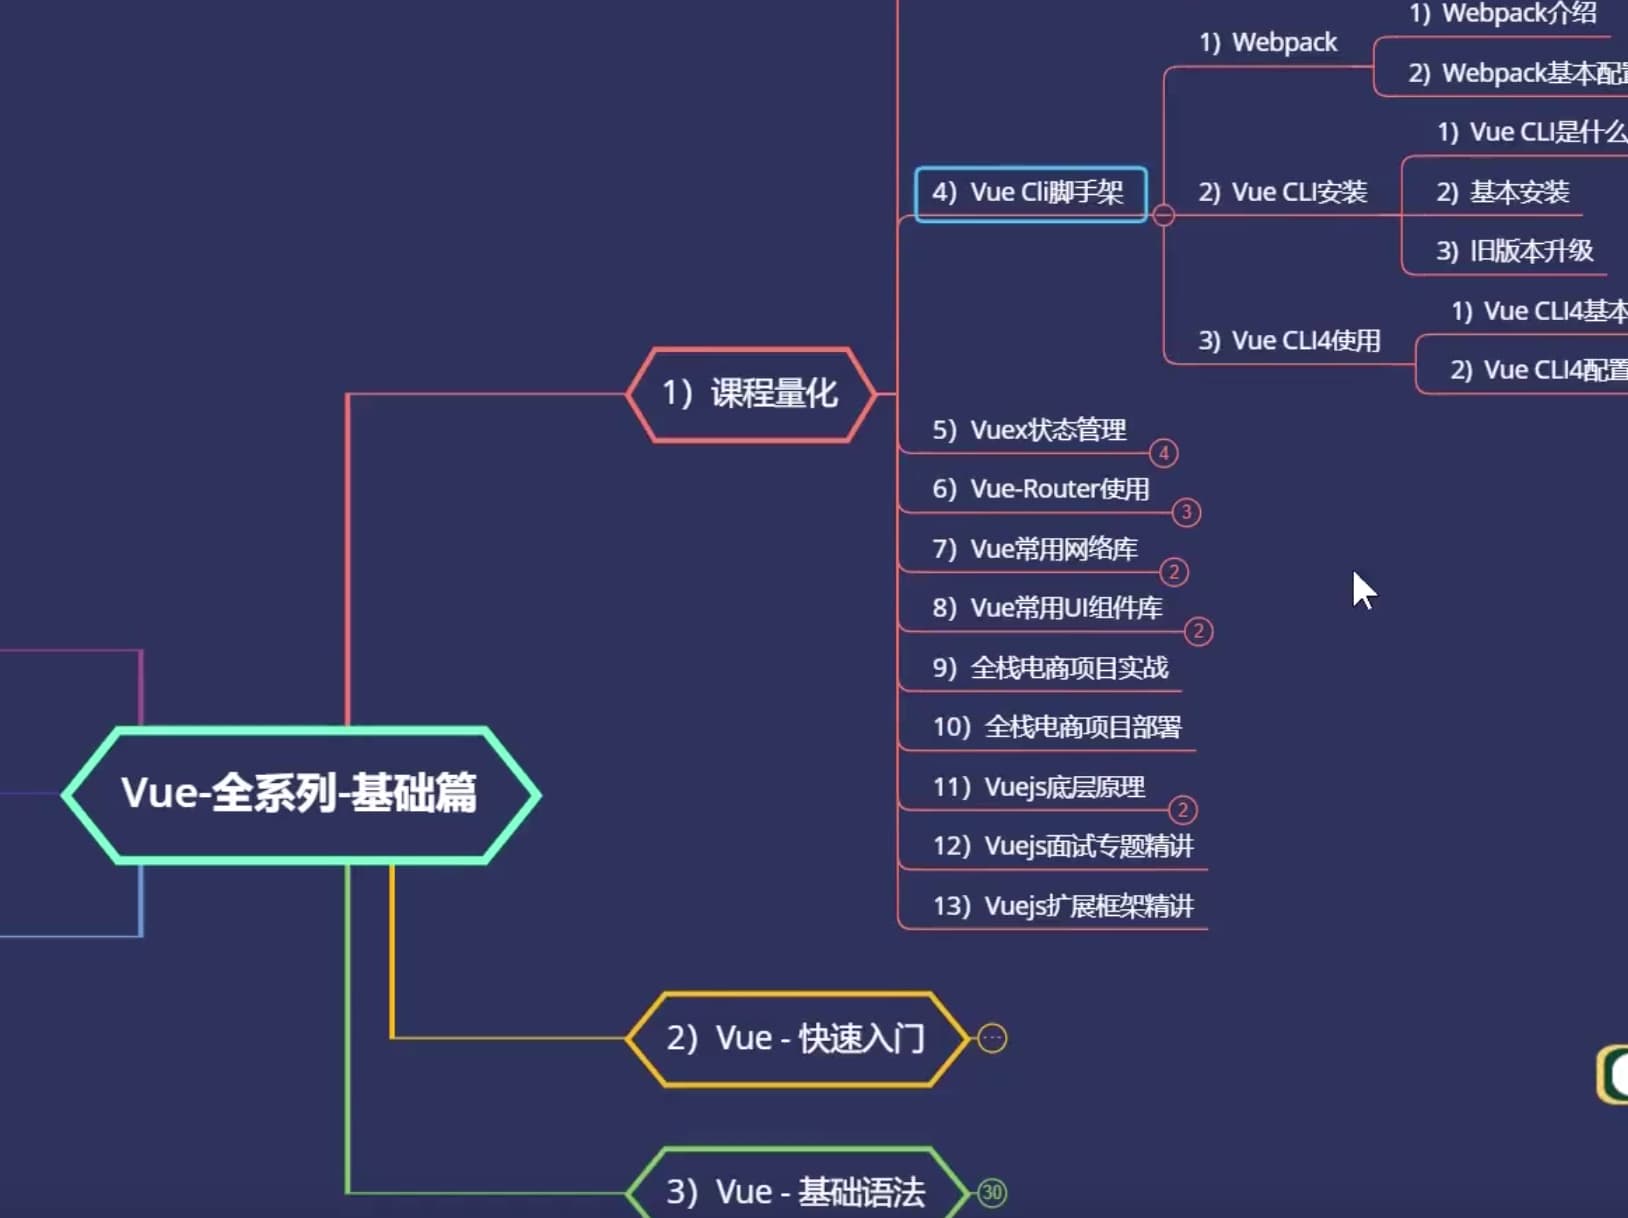 1) Webpack介绍
1) Webpack
2) Webpack基本配置
1) Vue CLI是什么
4) Vue Cli脚手架
2) Vue CLI安装
2) 基本安装
3) 旧版本升级
1) Vue CLI4基本
3) Vue CLI4使用
2) Vue CLI4配置
1) 课程量化
5) Vuex状态管理
4
6) Vue-Router使用
3
7) Vue常用网络库
2
8) Vue常用UI组件库
2
9) 全栈电商项目实战
10) 全栈电商项目部署
11) Vuejs底层原理
2
12) Vuejs面试专题精讲
13) Vuejs扩展框架精讲
Vue-全系列-基础篇
2) Vue - 快速入门
...
3) Vue - 基础语法
30